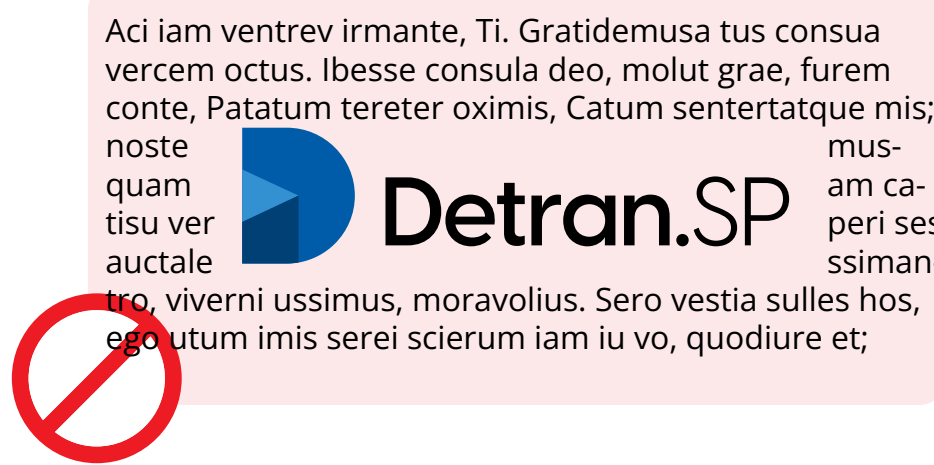 Aci iam ventrev irmante, Ti. Gratidemusa tus consua
vercem octus. Ibesse consula deo, molut grae, furem
conte, Patatum tereter oximis, Catum sentertatque mis;
noste mus-
quam am ca-
tisu ver peri ses
auctale ssiman-
Detran.SP
tro, viverni ussimus, moravolius. Sero vestia sulles hos,
ego utum imis serei scierum iam iu vo, quodiure et;